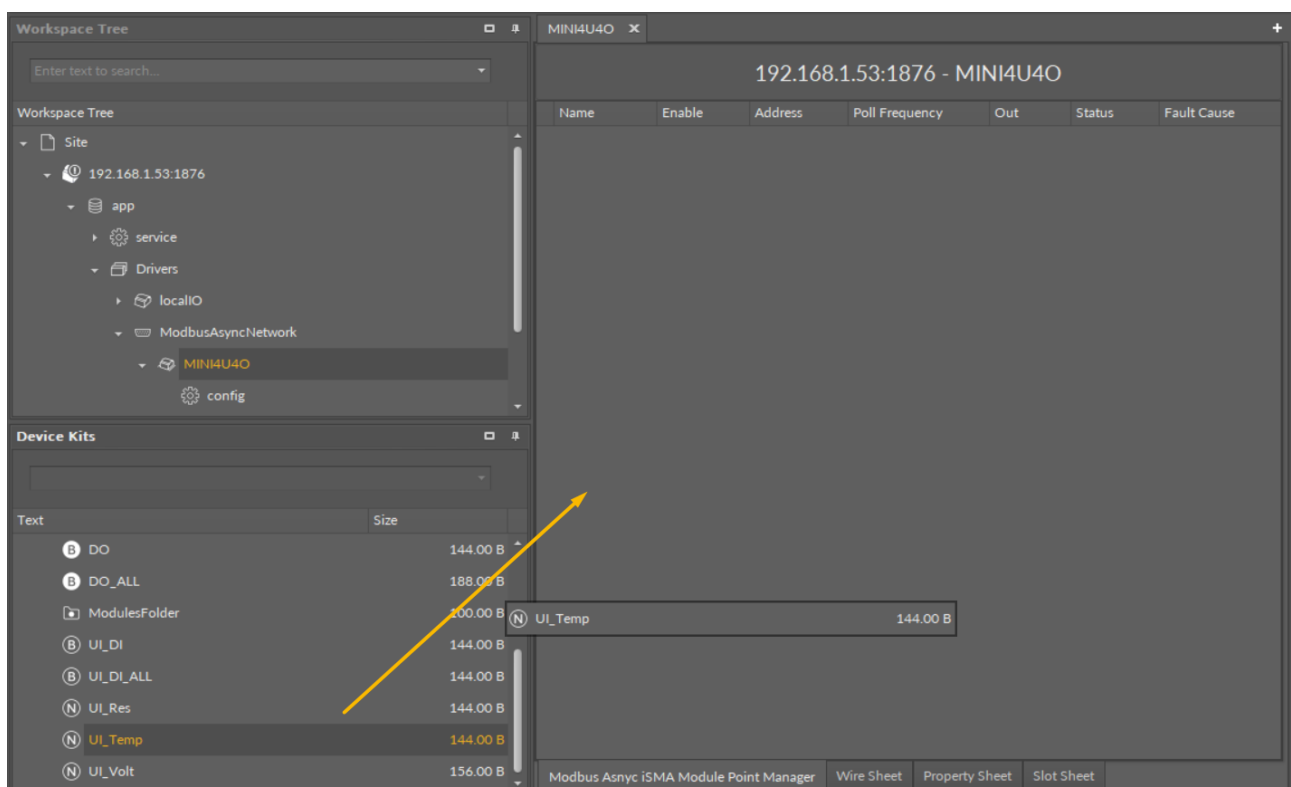 Workspace Tree
Enter text to search...
Workspace Tree
Site
192.168.1.53:1876
app
service
Drivers
localIO
ModbusAsyncNetwork
MINI4U4O
config
Device Kits
Text Size
B DO 144.00 B
B DO_ALL 188.00 B
ModulesFolder 100.00 B
B UI_DI 144.00 B
B UI_DI_ALL 144.00 B
N UI_Res 144.00 B
N UI_Temp 144.00 B
N UI_Volt 156.00 B
MINI4U4O
192.168.1.53:1876 - MINI4U4O
Name Enable Address Poll Frequency Out Status Fault Cause
N UI_Temp 144.00 B
Modbus Asnyc iSMA Module Point Manager Wire Sheet Property Sheet Slot Sheet